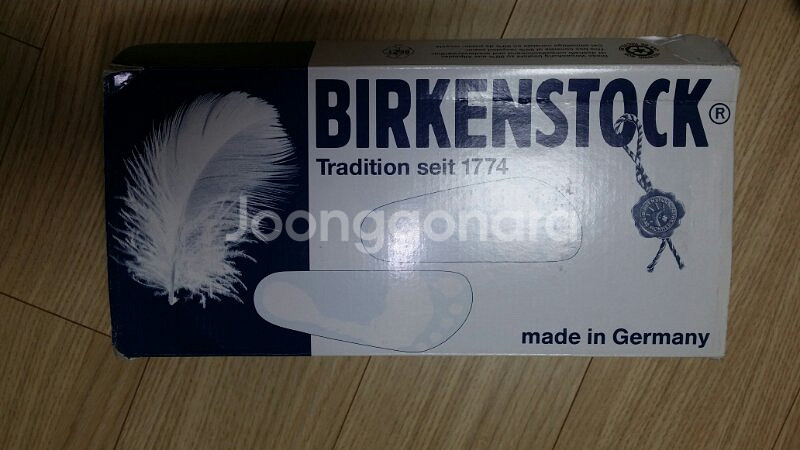 BIRKENSTOCK®
Tradition seit 1774
Joonggonara
made in Germany